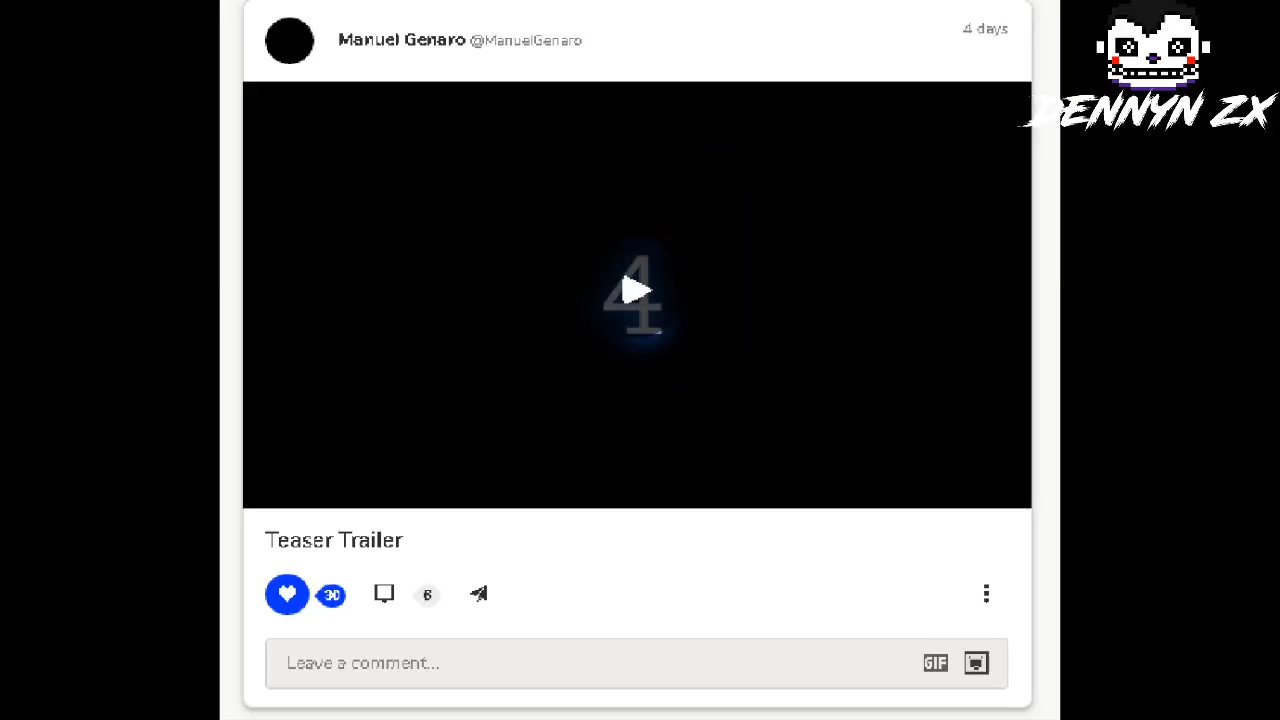 Manuel Genaro @ManuelGenaro
4 days
DENNYN ZX
4
Teaser Trailer
30
6
Leave a comment...
GIF